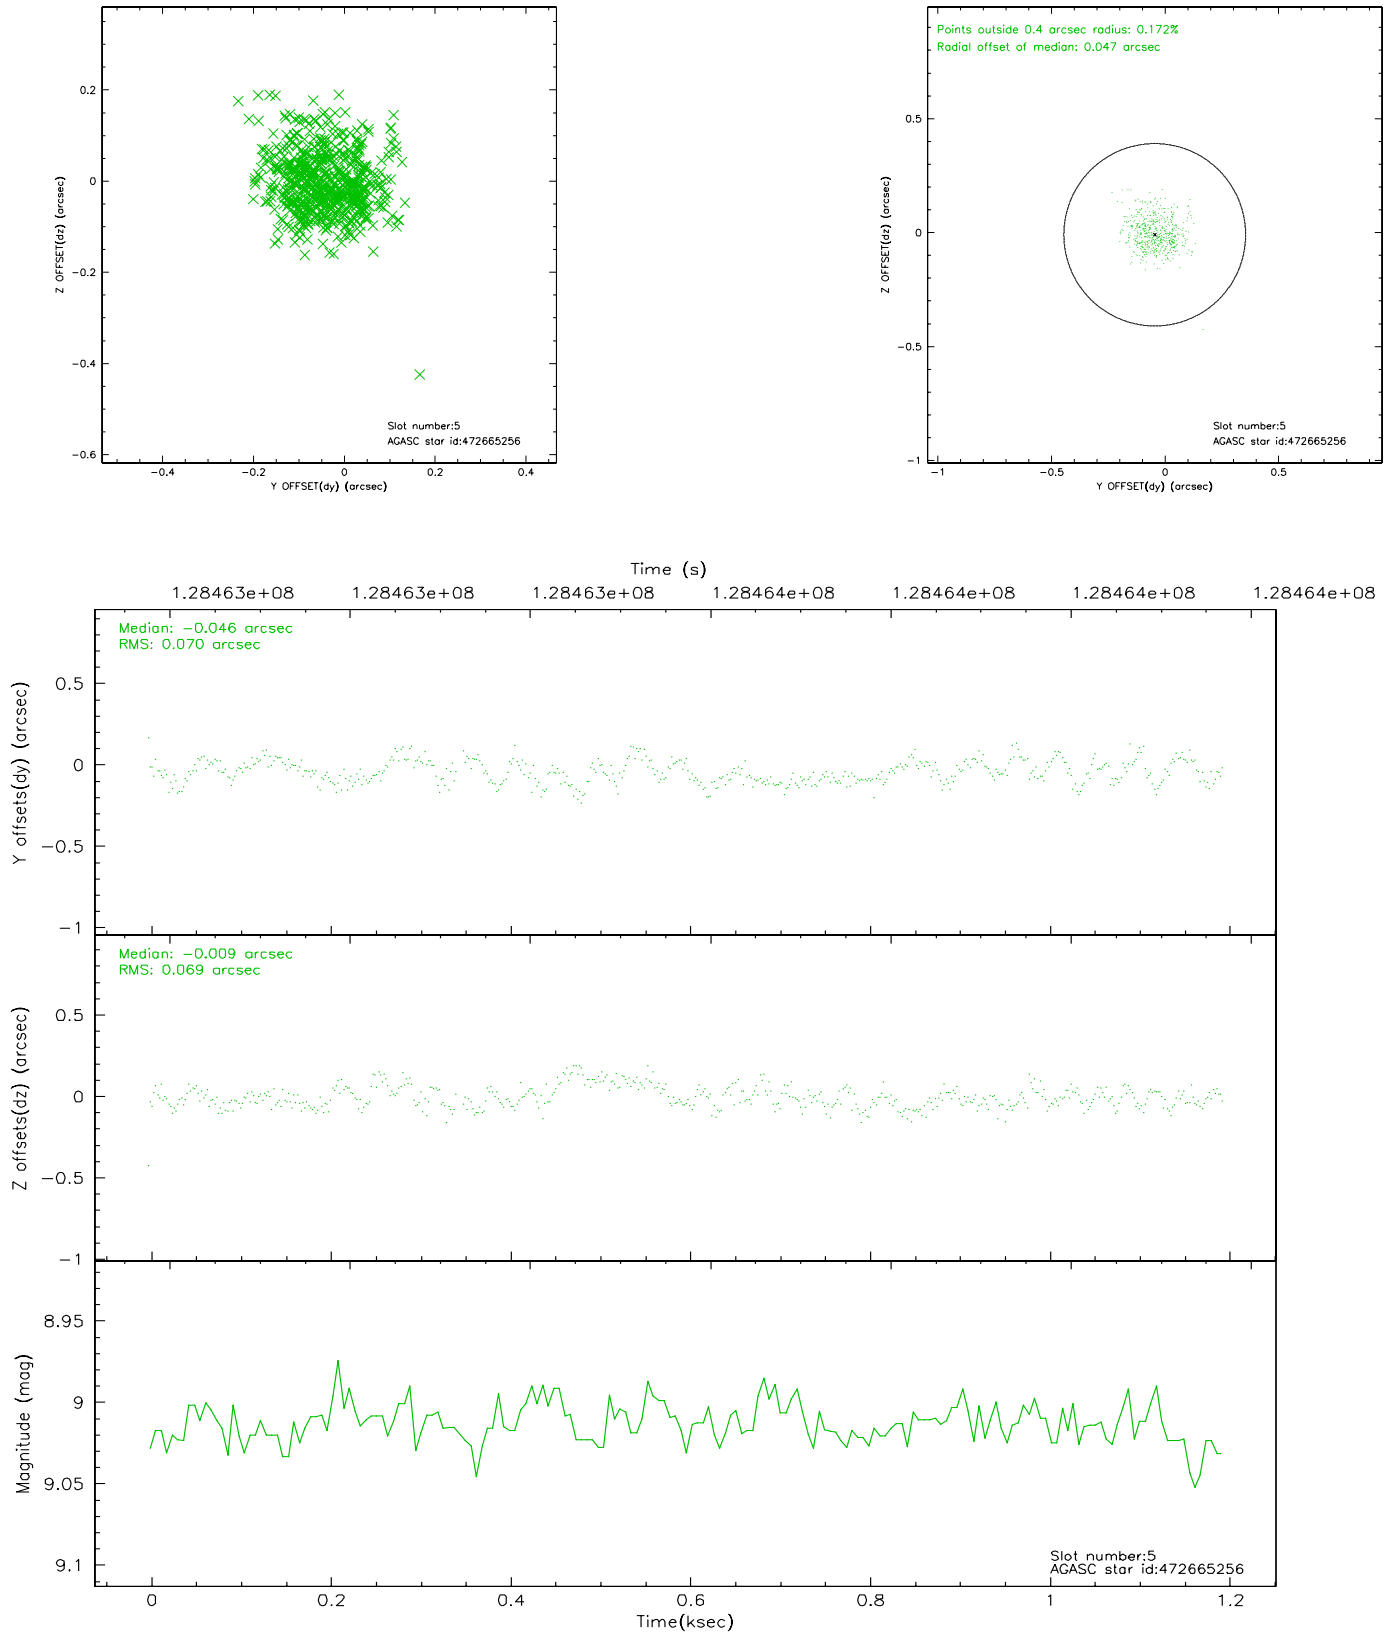 0.2
0
−0.2
−0.4
−0.6
Z OFFSET(dz) (arcsec)
−0.4
−0.2
0
0.2
0.4
Y OFFSET(dy) (arcsec)
Slot number:5
AGASC star id:472665256
Points outside 0.4 arcsec radius: 0.172%
Radial offset of median: 0.047 arcsec
0.5
0
−0.5
−1
Z OFFSET(dz) (arcsec)
−1
−0.5
0
0.5
Y OFFSET(dy) (arcsec)
Slot number:5
AGASC star id:472665256
Time (s)
1.28463e+08
1.28463e+08
1.28463e+08
1.28464e+08
1.28464e+08
1.28464e+08
1.28464e+08
Median: −0.046 arcsec
RMS: 0.070 arcsec
0.5
0
−0.5
−1
Y offsets(dy) (arcsec)
Median: −0.009 arcsec
RMS: 0.069 arcsec
0.5
0
−0.5
−1
Z offsets(dz) (arcsec)
8.95
9
9.05
9.1
Magnitude (mag)
Slot number:5
AGASC star id:472665256
0
0.2
0.4
0.6
0.8
1
1.2
Time(ksec)